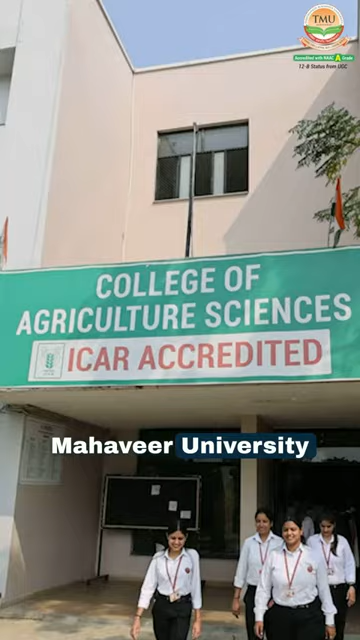 TMU
Accredited with NAAC A Grade
12-B Status from UGC
COLLEGE OF
AGRICULTURE SCIENCES
ICAR ACCREDITED
Mahaveer University